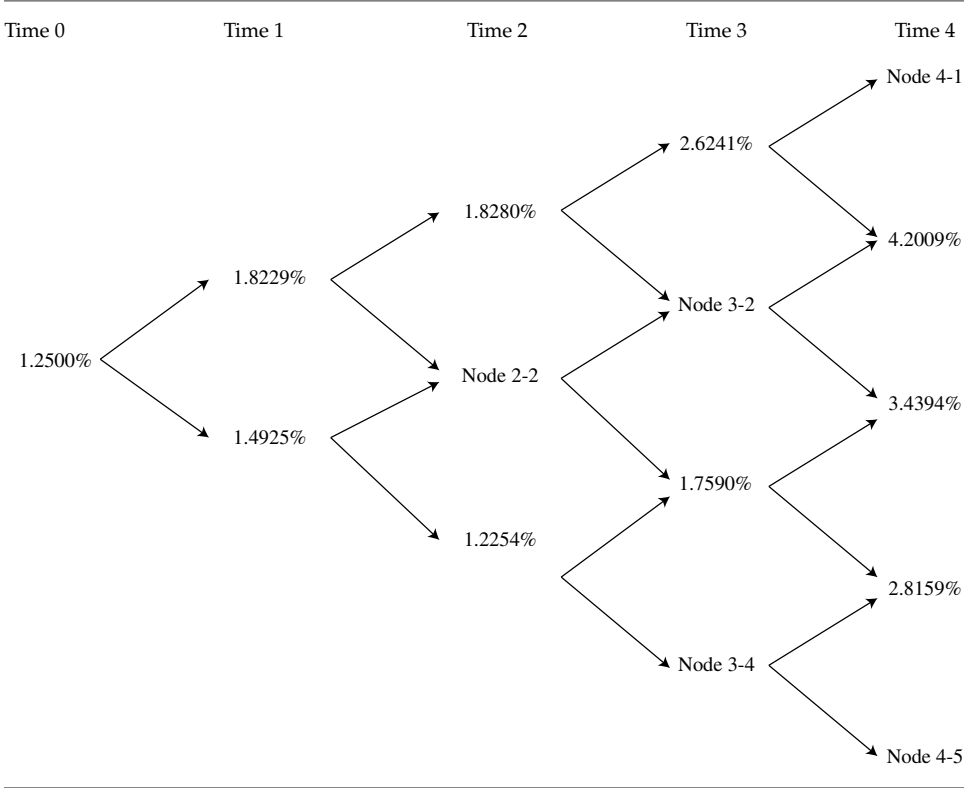 Time 0 Time 1 Time 2 Time 3 Time 4
Node 4-1
2.6241%
1.8280%
4.2009%
1.8229%
Node 3-2
1.2500%
Node 2-2
3.4394%
1.4925%
1.7590%
1.2254%
2.8159%
Node 3-4
Node 4-5